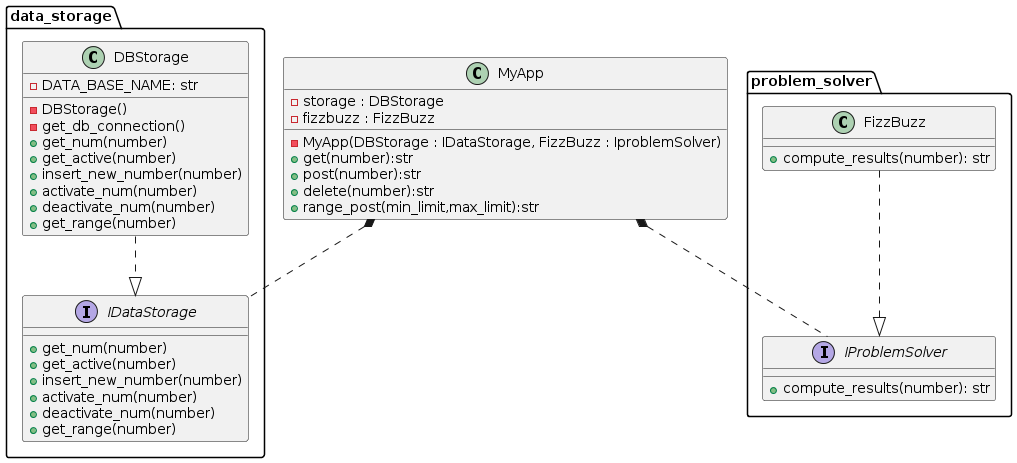 data_storage
C DBStorage
DATA_BASE_NAME: str
DBStorage()
get_db_connection()
get_num(number)
get_active(number)
insert_new_number(number)
activate_num(number)
deactivate_num(number)
get_range(number)
I IDataStorage
get_num(number)
get_active(number)
insert_new_number(number)
activate_num(number)
deactivate_num(number)
get_range(number)
C MyApp
storage : DBStorage
fizzbuzz : FizzBuzz
MyApp(DBStorage : IDataStorage, FizzBuzz : IproblemSolver)
get(number):str
post(number):str
delete(number):str
range_post(min_limit,max_limit):str
problem_solver
C FizzBuzz
compute_results(number): str
I IProblemSolver
compute_results(number): str